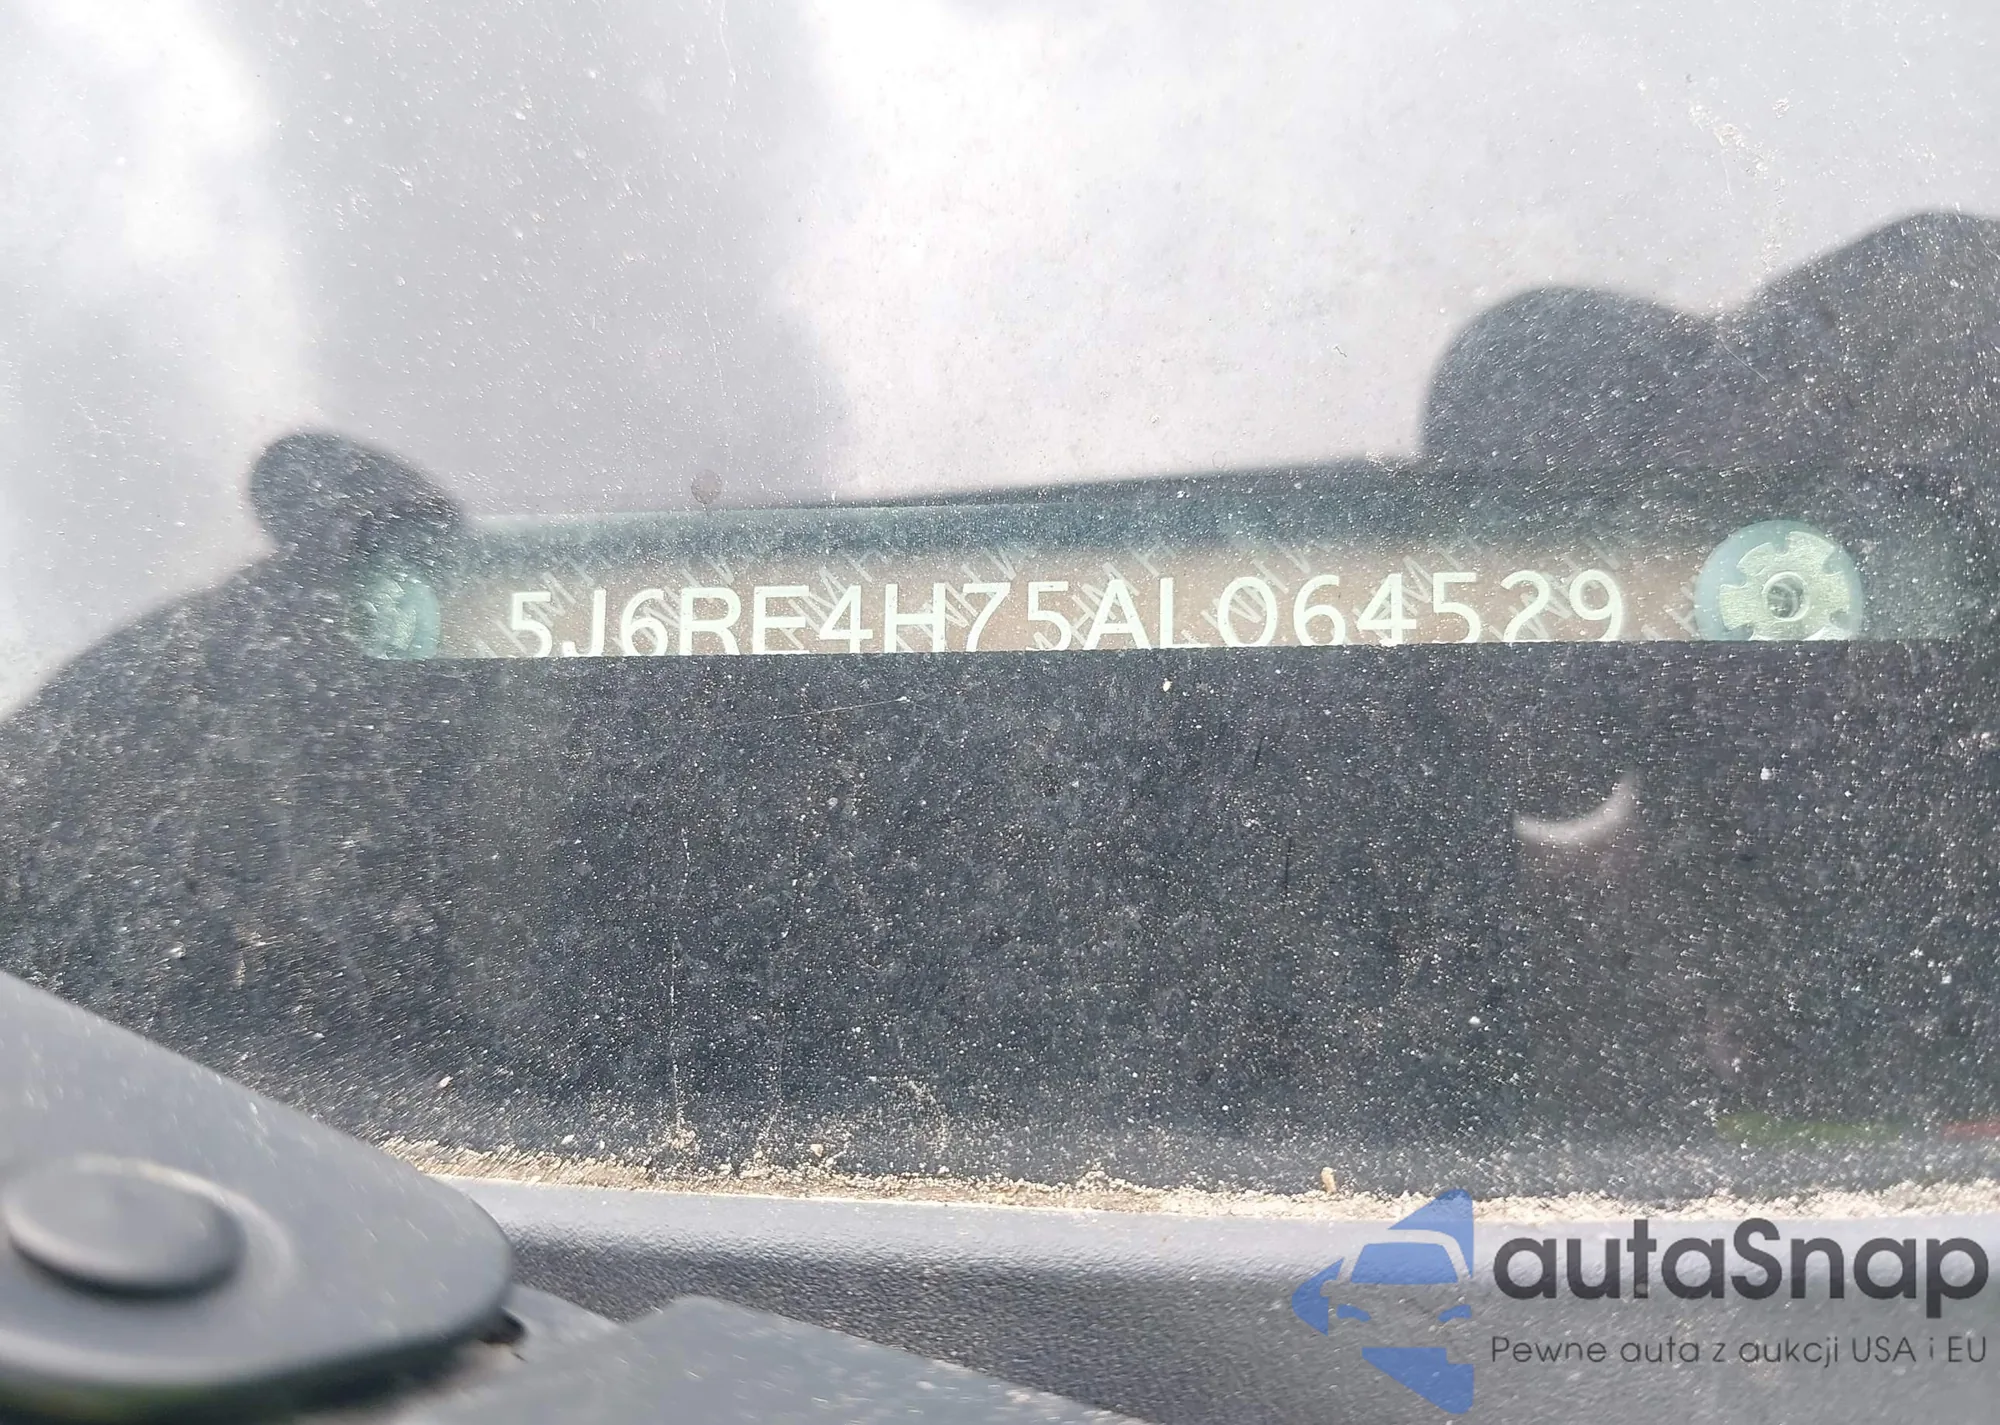 5J6RE4H75AL064529
autaSnap
Pewne auta z aukcji USA i EU